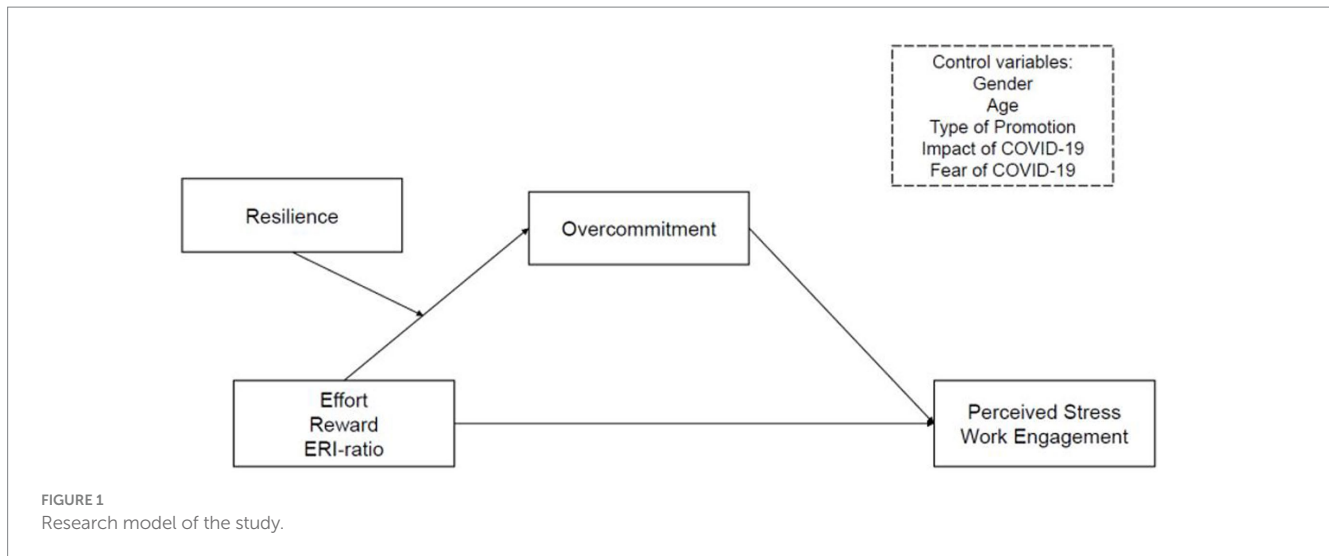 Control variables:
Gender
Age
Type of Promotion
Impact of COVID-19
Fear of COVID-19
Resilience
Overcommitment
Effort
Reward
ERI-ratio
Perceived Stress
Work Engagement
FIGURE 1
Research model of the study.